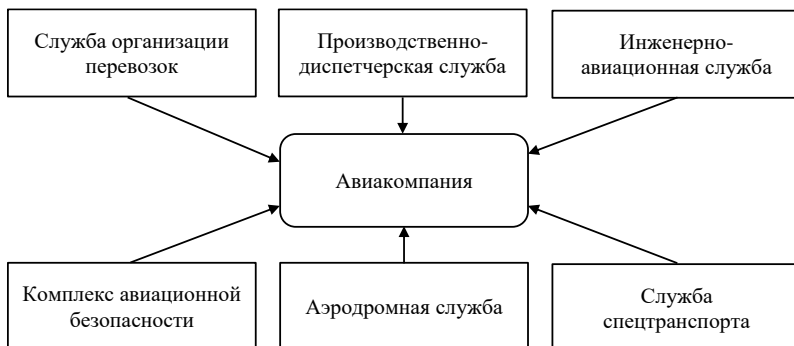 Служба организации
перевозок
Производственно-
диспетчерская служба
Инженерно-
авиационная служба
Авиакомпания
Комплекс авиационной
безопасности
Аэродромная служба
Служба
спецтранспорта